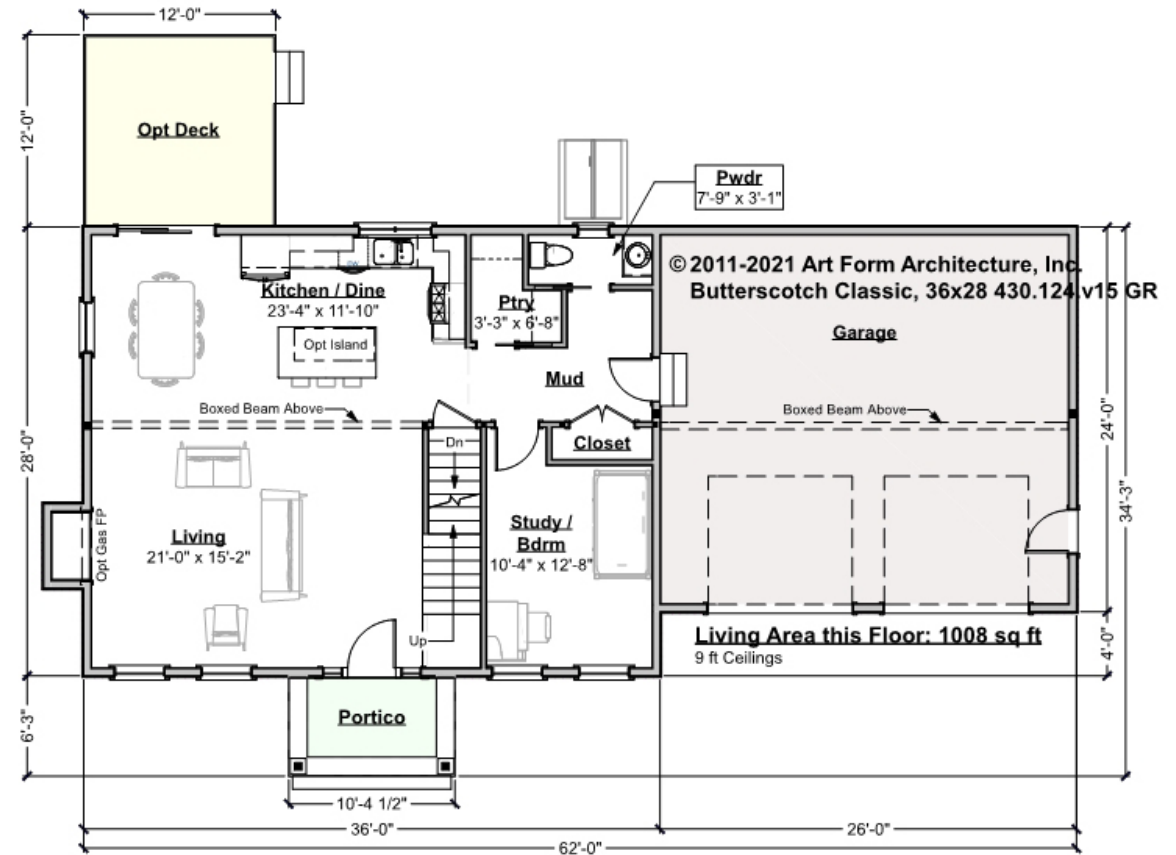 12'-0"
12'-0"
Opt Deck
Pwdr
7'-9" x 3'-1"
© 2011-2021 Art Form Architecture, Inc.
Butterscotch Classic, 36x28 430.124.v15 GR
DW
Kitchen / Dine
23'-4" x 11'-10"
Ptry
3'-3" x 6'-8"
Garage
Opt Island
Mud
Boxed Beam Above
Boxed Beam Above
24'-0"
Dn
Closet
28'-0"
34'-3"
Opt Gas FP
Living
21'-0" x 15'-2"
Study /
Bdrm
10'-4" x 12'-8"
Up
Living Area this Floor: 1008 sq ft
9 ft Ceilings
4'-0"
Portico
6'-3"
10'-4 1/2"
36'-0"
26'-0"
62'-0"